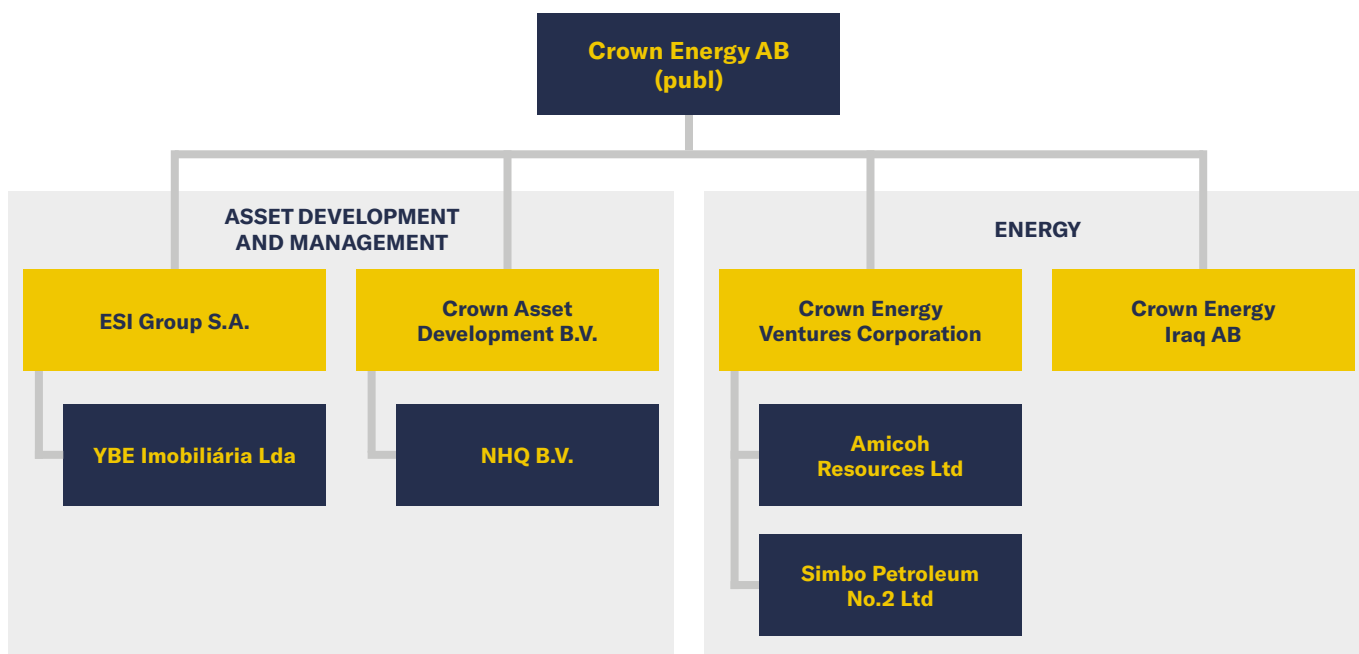 Crown Energy AB
(publ)
ASSET DEVELOPMENT
AND MANAGEMENT
ENERGY
ESI Group S.A.
Crown Asset
Development B.V.
Crown Energy
Ventures Corporation
Crown Energy
Iraq AB
YBE Imobiliária Lda
NHQ B.V.
Amicoh
Resources Ltd
Simbo Petroleum
No.2 Ltd